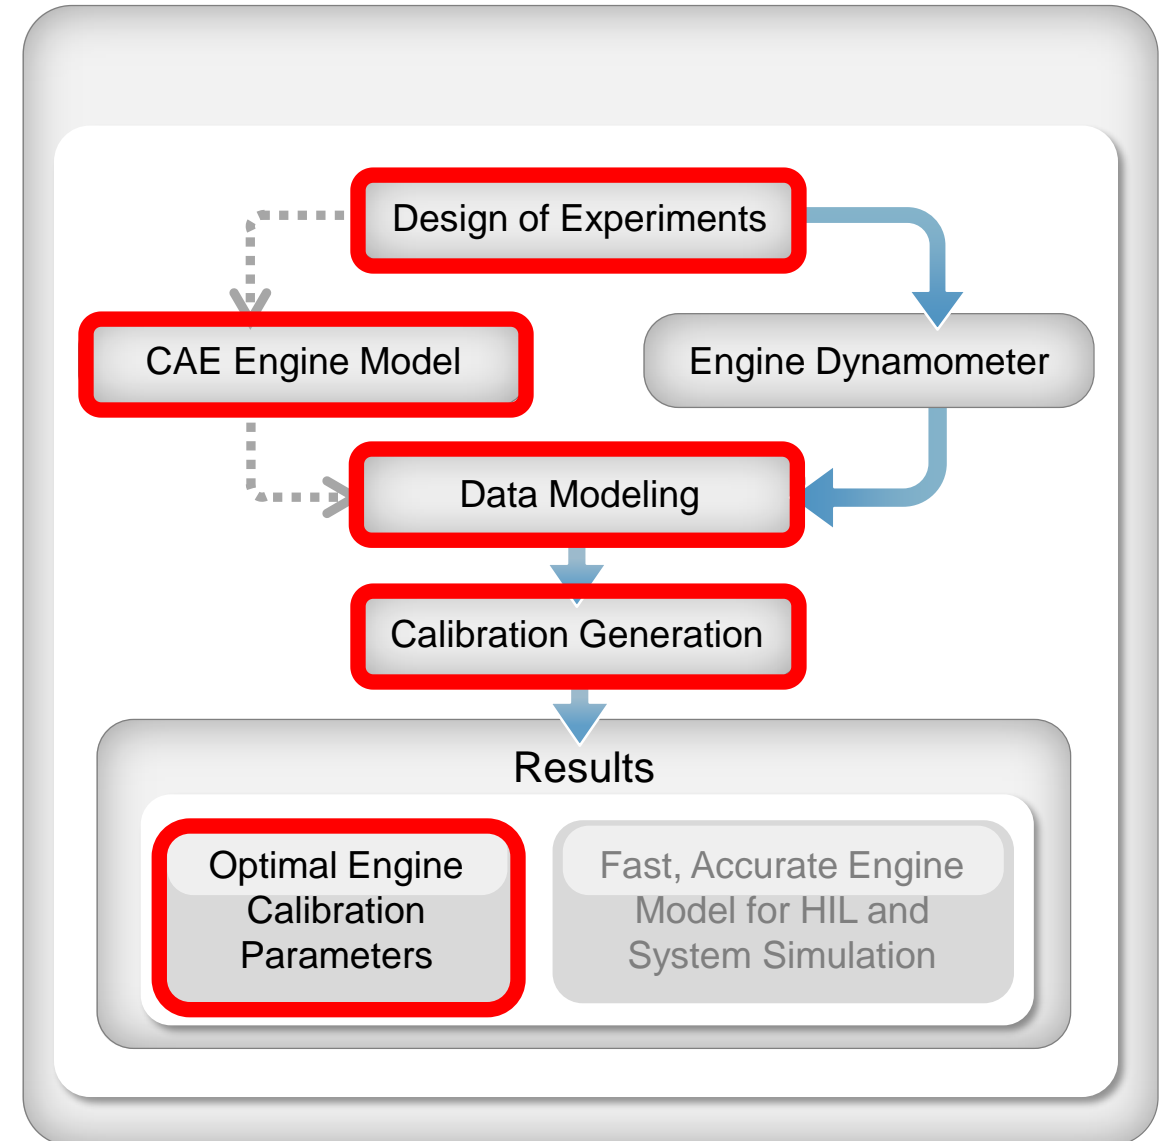 Design of Experiments
CAE Engine Model
Engine Dynamometer
Data Modeling
Calibration Generation
Results
Optimal Engine
Calibration
Parameters
Fast, Accurate Engine
Model for HIL and
System Simulation